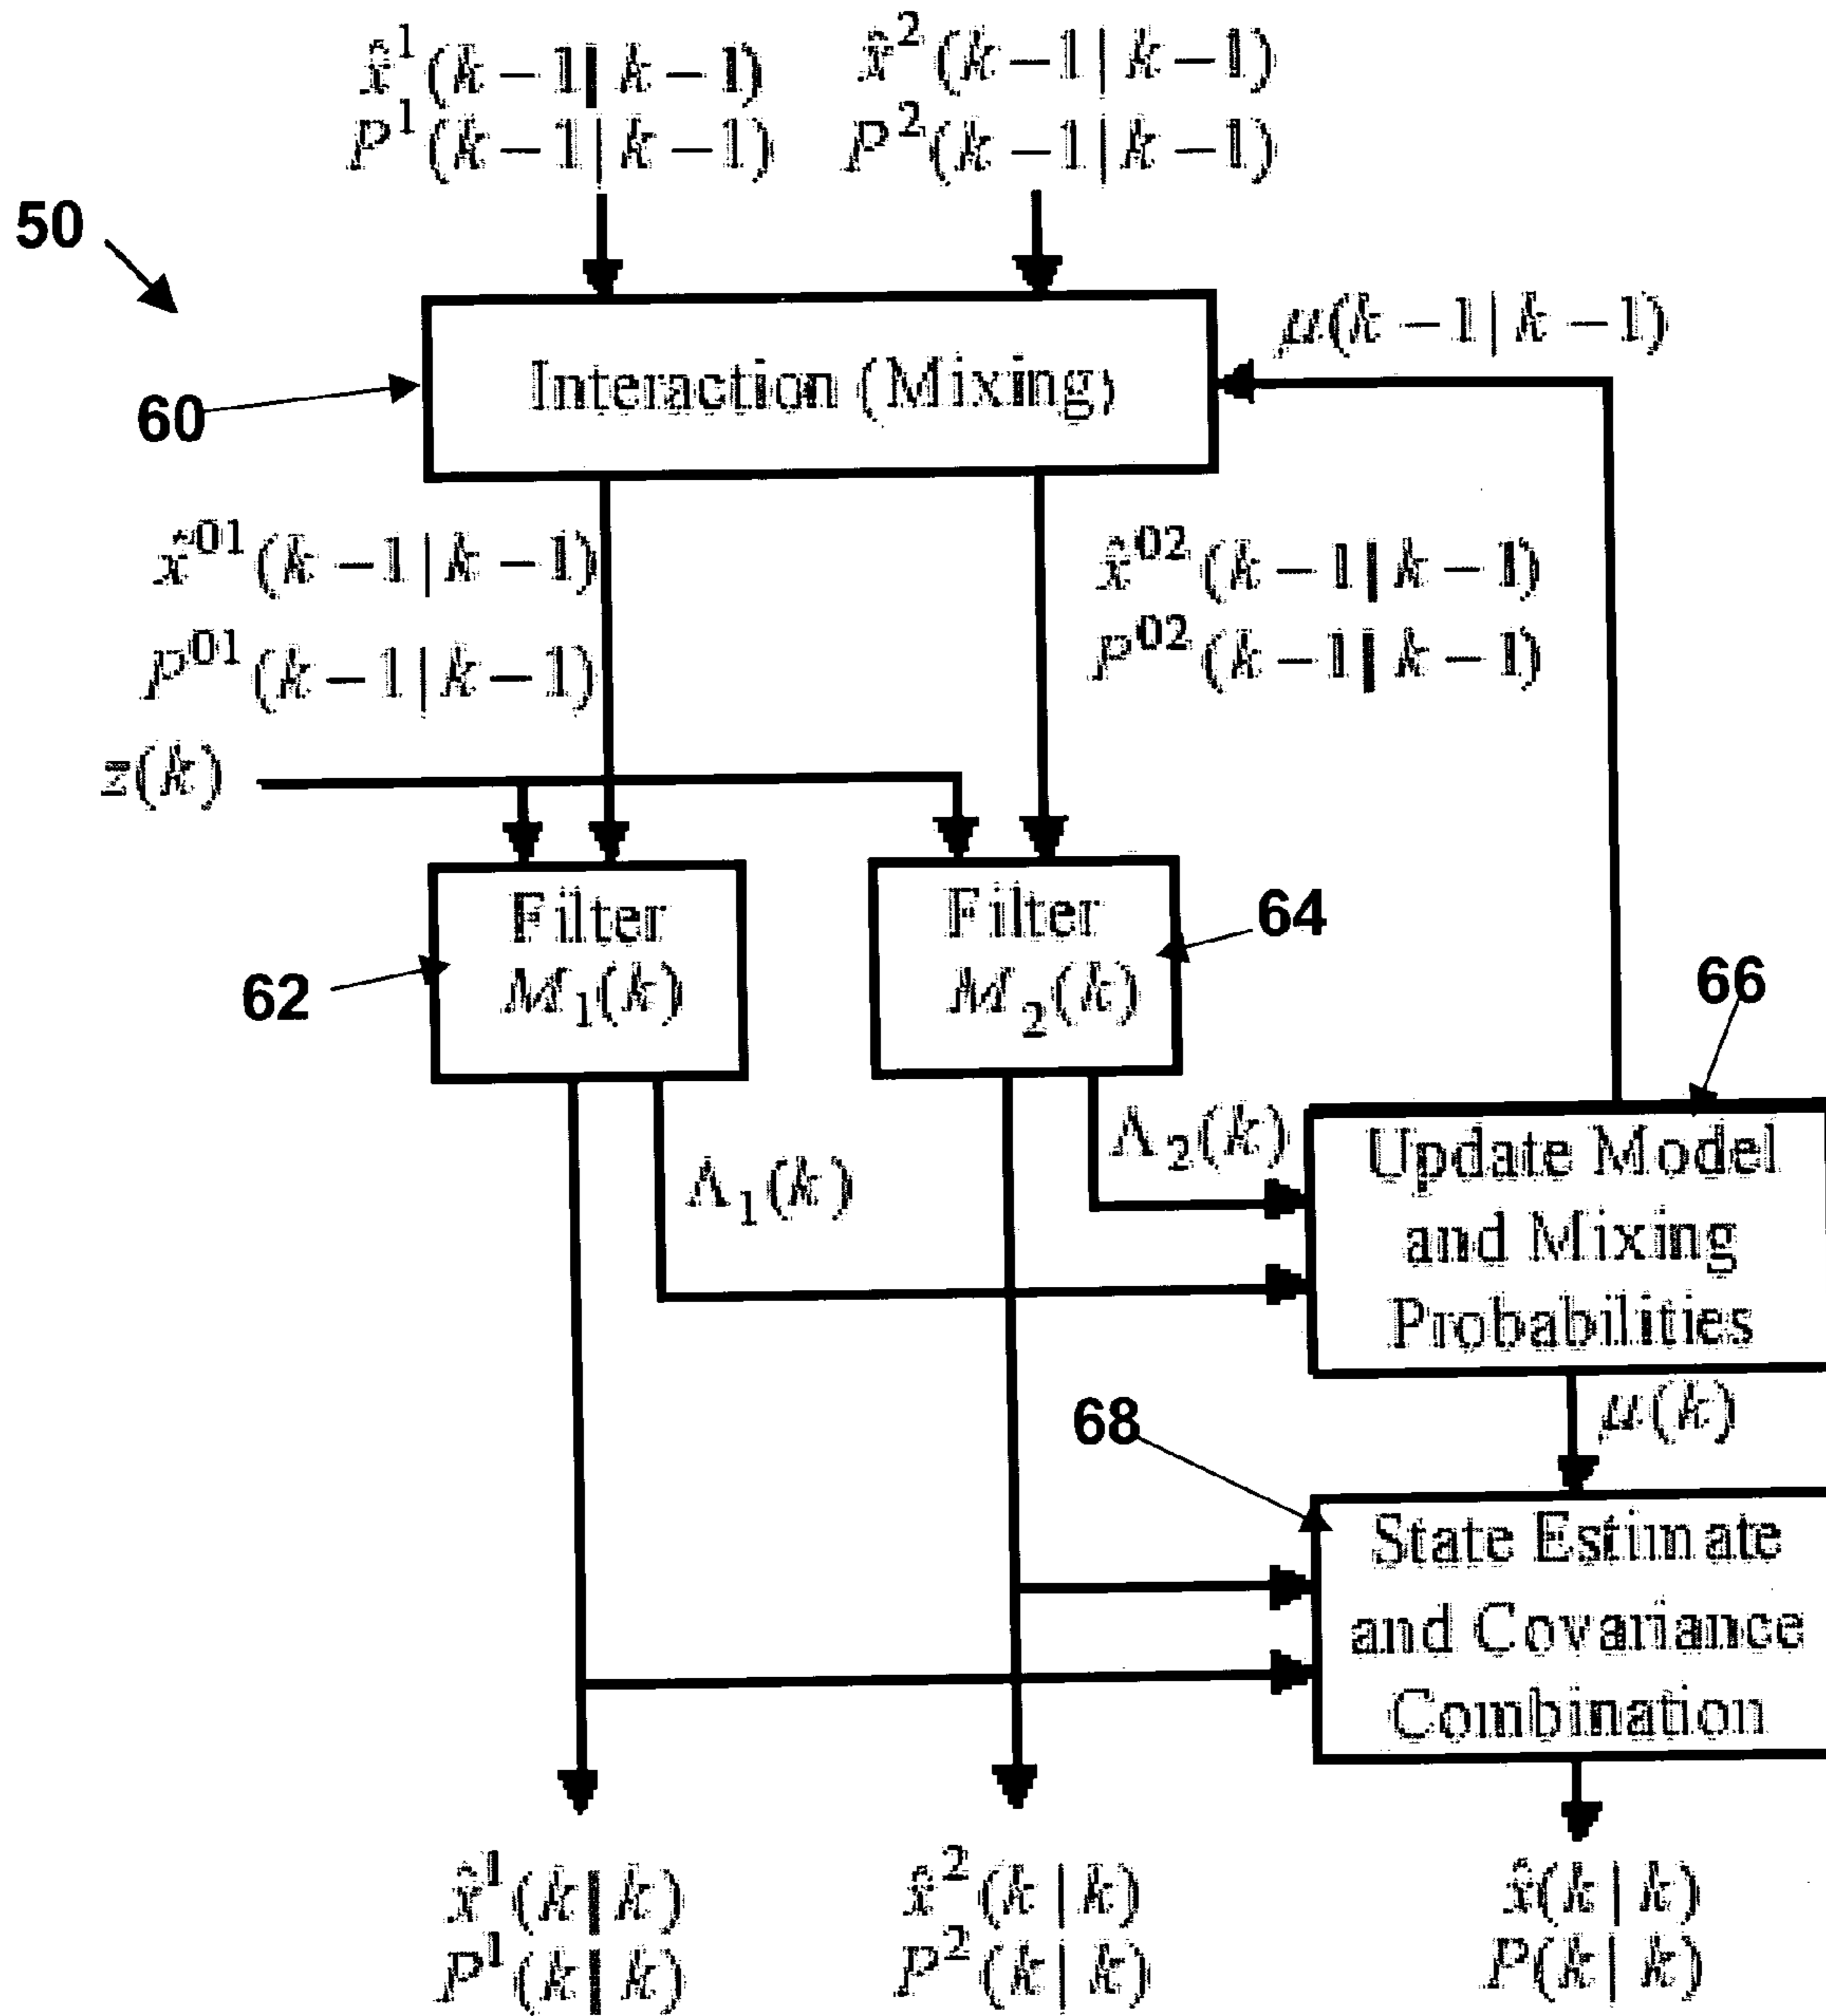 x̂¹(k−1|k−1) x̂²(k−1|k−1)
P¹(k−1|k−1) P²(k−1|k−1)
50
μ(k−1|k−1)
Interaction (Mixing)
60
x̂⁰¹(k−1|k−1)
x̂⁰²(k−1|k−1)
P⁰¹(k−1|k−1)
P⁰²(k−1|k−1)
z(k)
Filter
M₁(k)
62
Filter
M₂(k)
64
66
Λ₁(k)
Λ₂(k)
Update Model
and Mixing
Probabilities
μ(k)
68
State Estimate
and Covariance
Combination
x̂¹(k|k)
P¹(k|k)
x̂²(k|k)
P²(k|k)
x̂(k|k)
P(k|k)